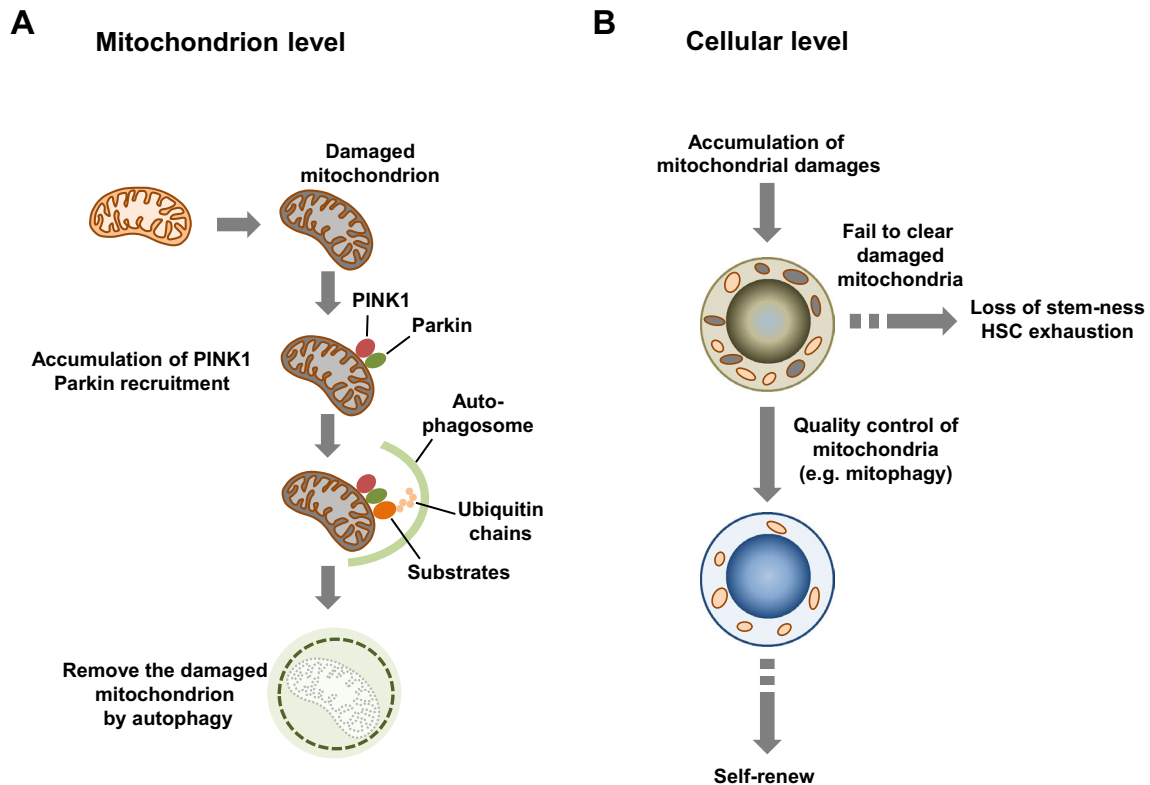 A
Mitochondrion level
Damaged
mitochondrion
PINK1
Parkin
Accumulation of PINK1
Parkin recruitment
Auto-
phagosome
Ubiquitin
chains
Substrates
Remove the damaged
mitochondrion
by autophagy
B
Cellular level
Accumulation of
mitochondrial damages
Fail to clear
damaged
mitochondria
Loss of stem-ness
HSC exhaustion
Quality control of
mitochondria
(e.g. mitophagy)
Self-renew